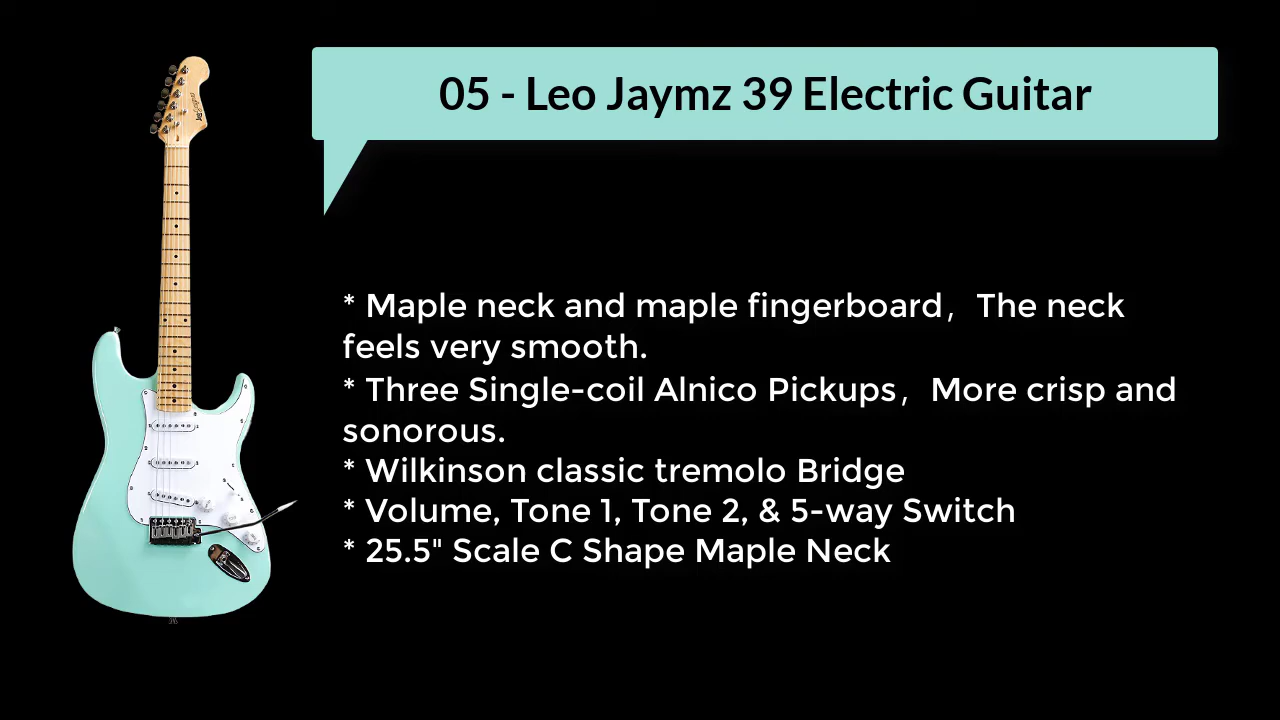 05 - Leo Jaymz 39 Electric Guitar
* Maple neck and maple fingerboard，The neck
feels very smooth.
* Three Single-coil Alnico Pickups，More crisp and
sonorous.
* Wilkinson classic tremolo Bridge
* Volume, Tone 1, Tone 2, & 5-way Switch
* 25.5" Scale C Shape Maple Neck